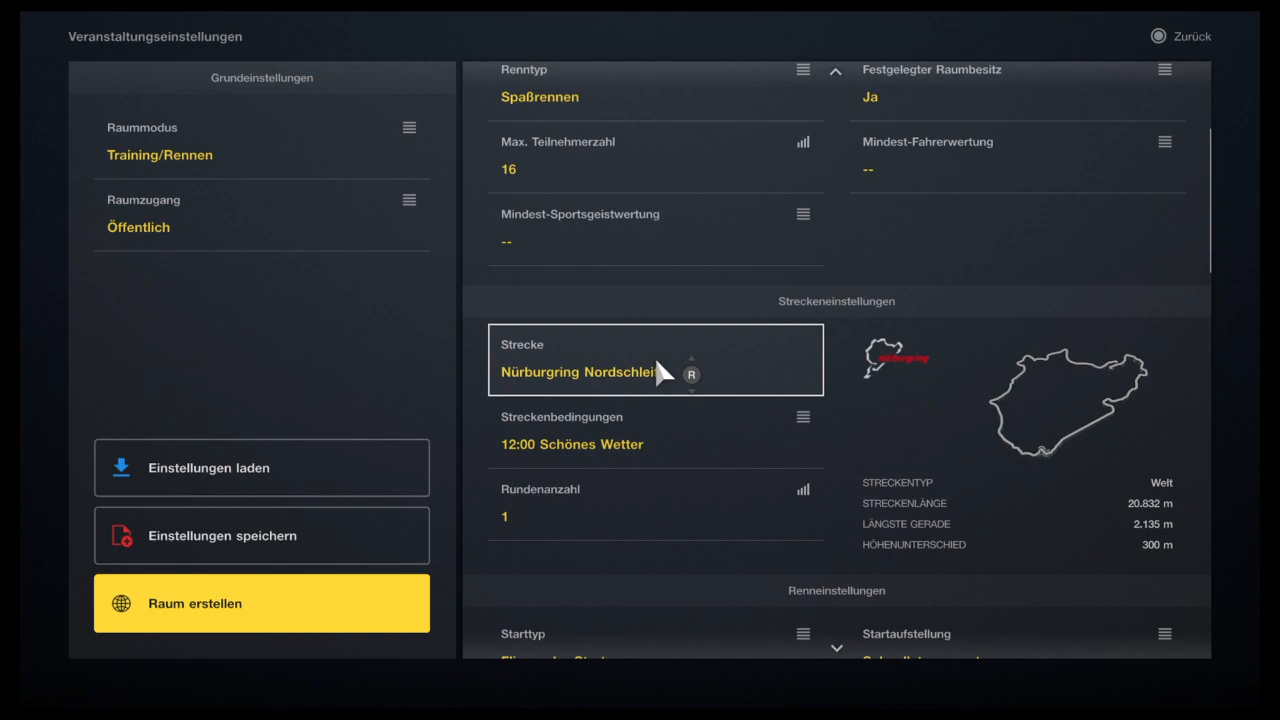 Veranstaltungseinstellungen
Zurück
Grundeinstellungen
Raummodus
Training/Rennen
Raumzugang
Öffentlich
Einstellungen laden
Einstellungen speichern
Raum erstellen
Renntyp
Spaßrennen
Festgelegter Raumbesitz
Ja
Max. Teilnehmerzahl
16
Mindest-Fahrerwertung
--
Mindest-Sportsgeistwertung
--
Streckeneinstellungen
Strecke
Nürburgring
R
Nürburgring
Streckenbedingungen
12:00 Schönes Wetter
Rundenanzahl
1
STRECKENTYP Welt
STRECKENLÄNGE 20.832 m
LÄNGSTE GERADE 2.135 m
HÖHENUNTERSCHIED 300 m
Renneinstellungen
Starttyp
Startaufstellung